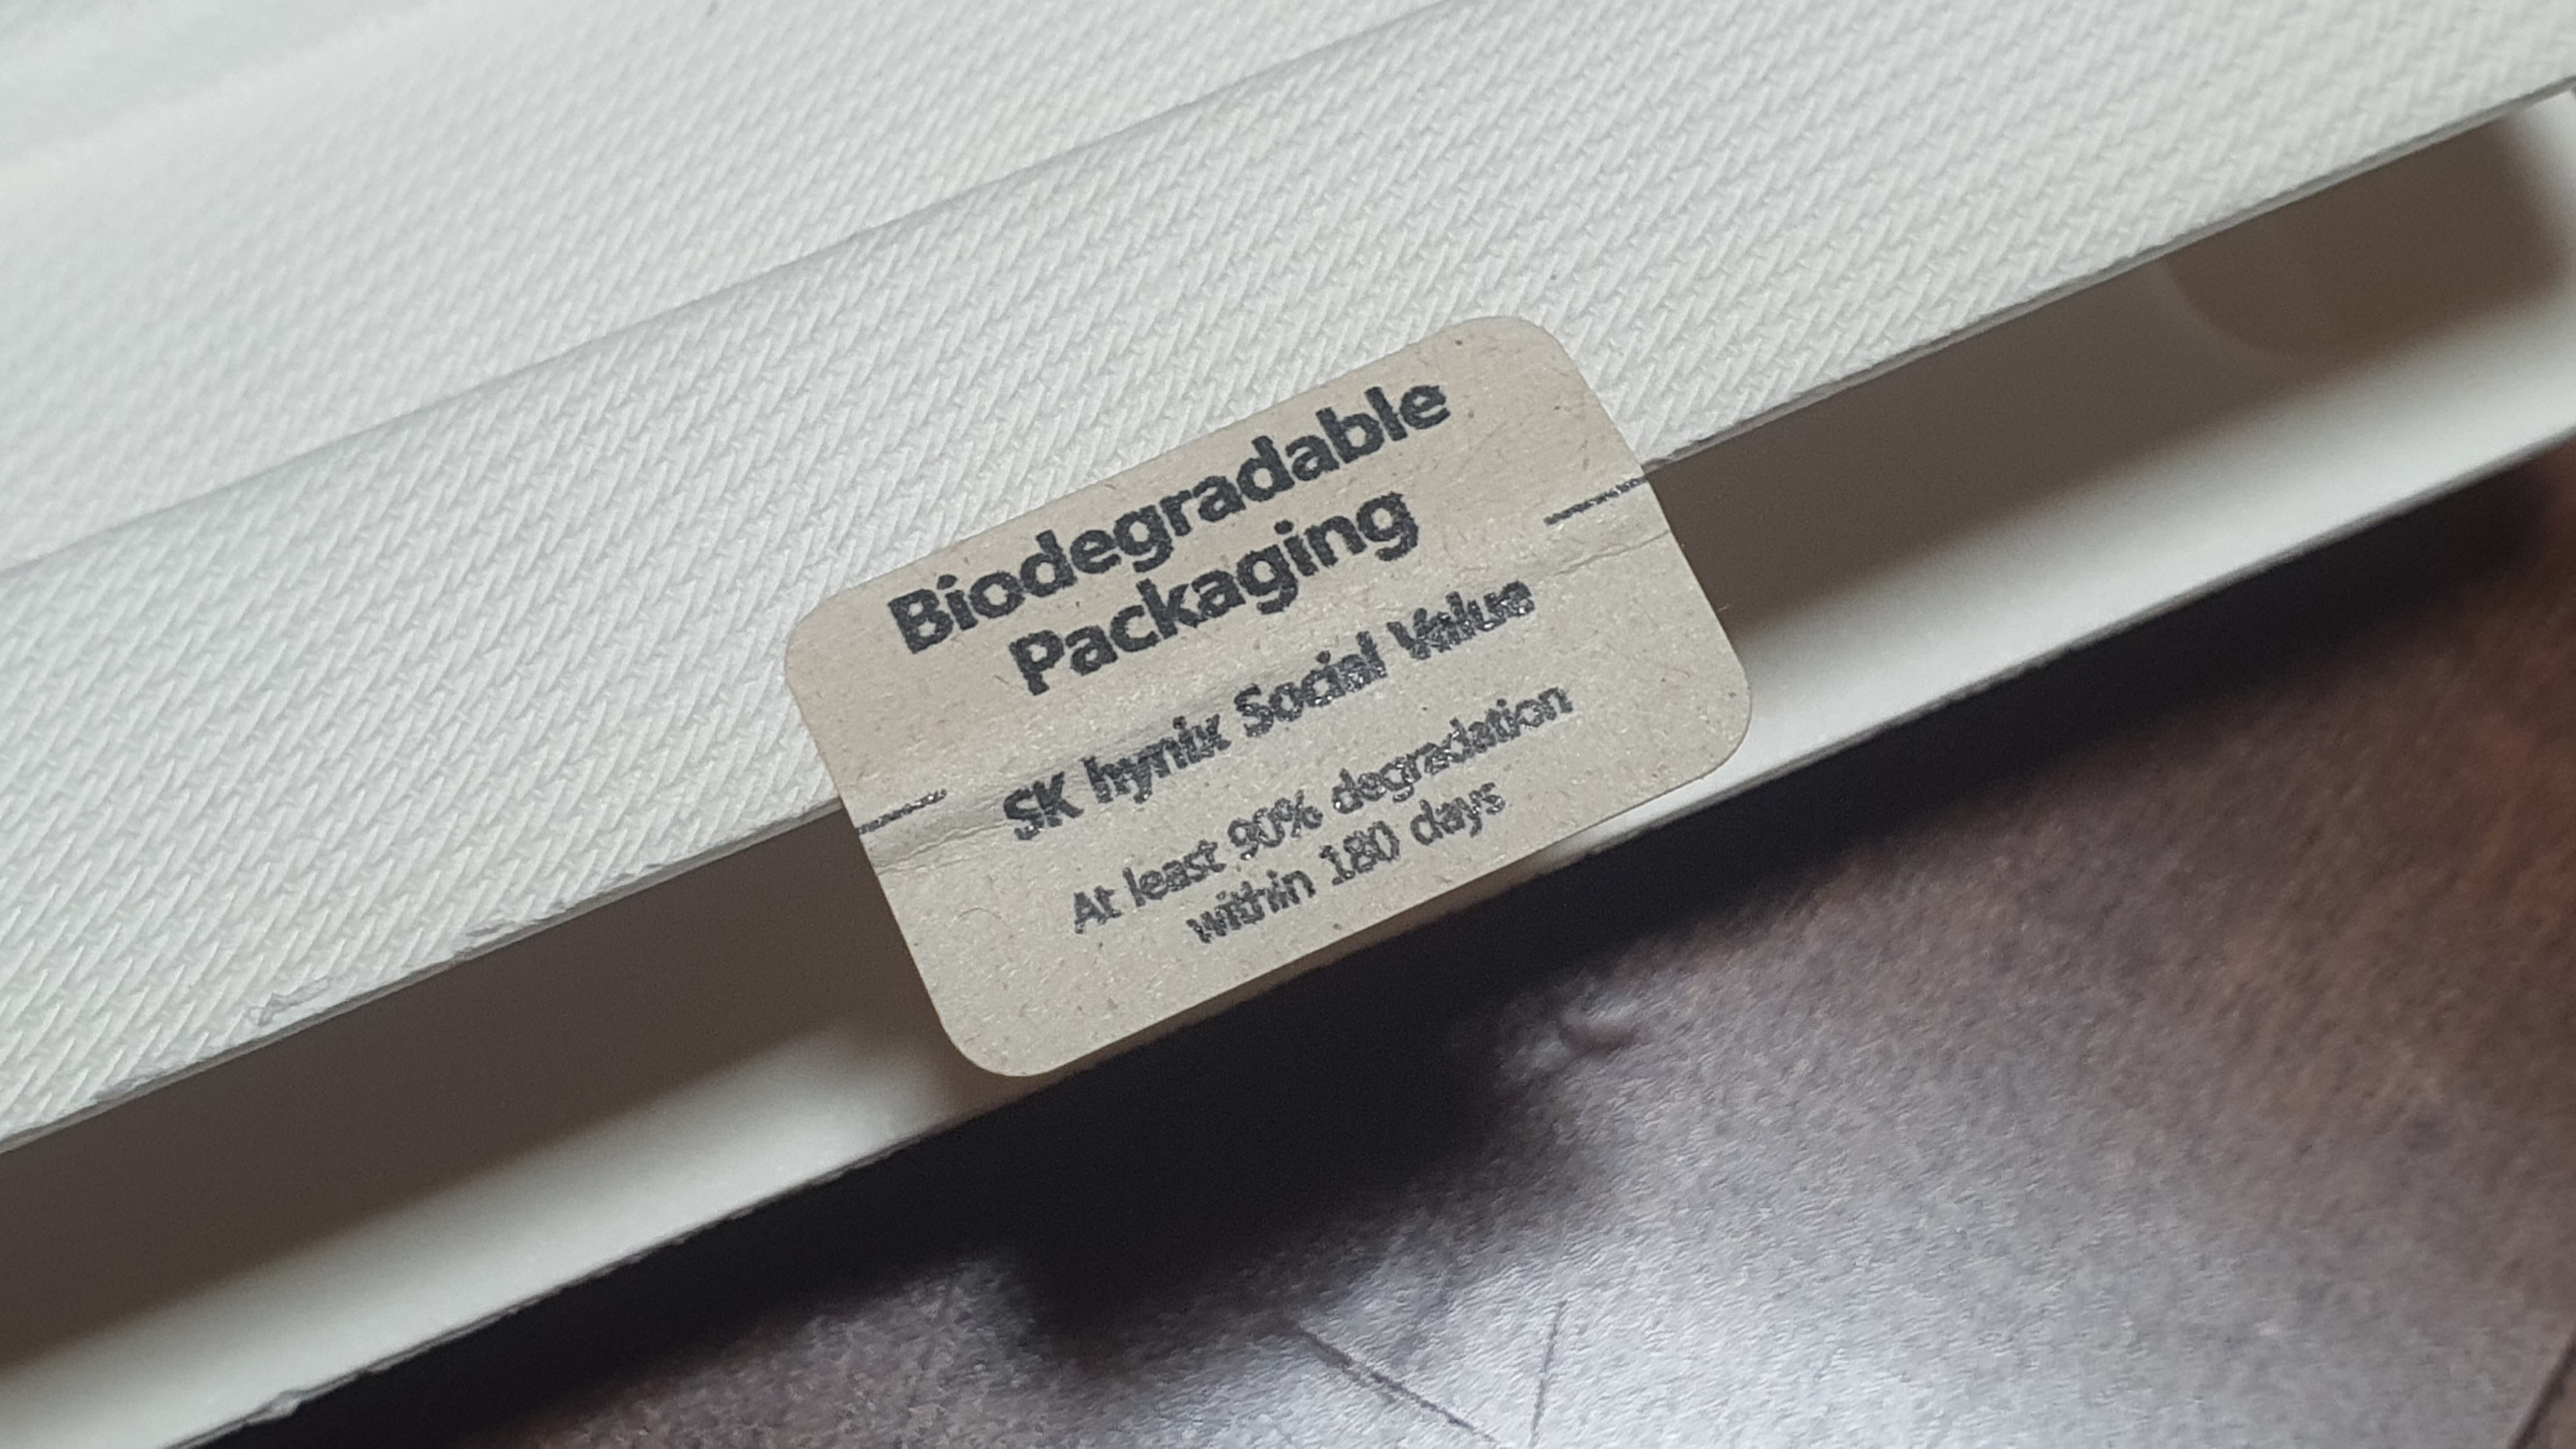 Biodegradable
Packaging
SK hynix Social Value
At least 90% degradation
within 180 days